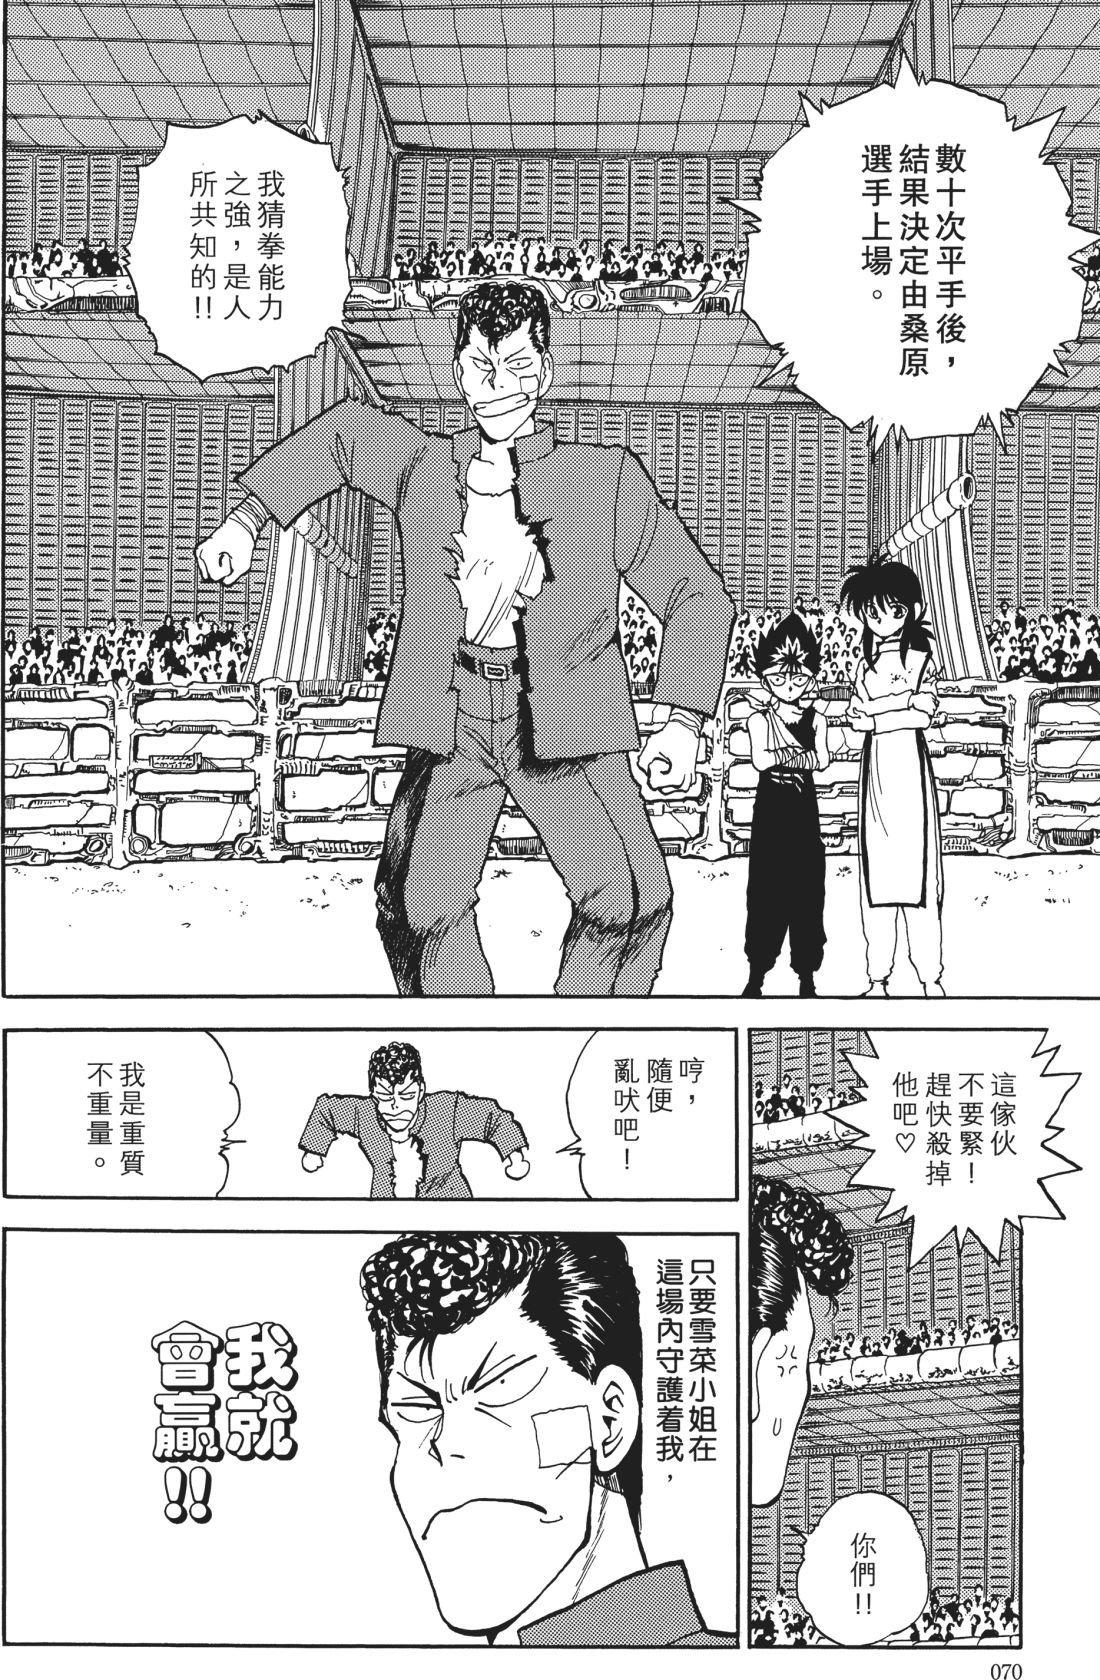 數十次平手後，
結果決定由桑原
選手上場。
我猜拳能力
之強，是人
所共知的!!
這傢伙
不要緊！
趕快殺掉
他吧♡
你們!!
哼，
隨便
亂吠吧！
我是重質
不重量。
只要雪菜小姐在
這場內守護着我，
我就
會贏!!
070